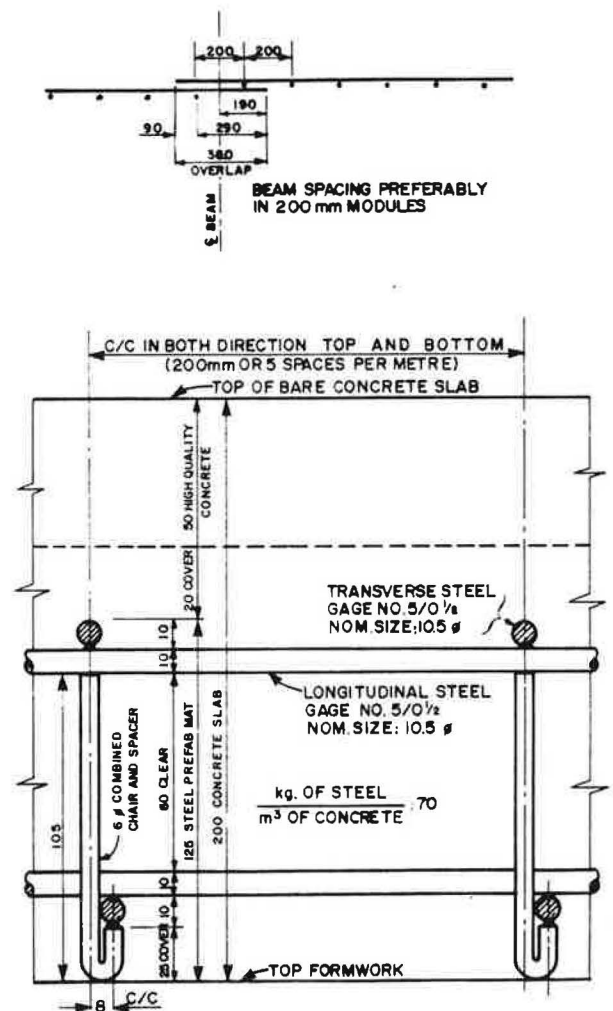 200 200
190
90 290
380
OVERLAP
℄ BEAM
BEAM SPACING PREFERABLY
IN 200 mm MODULES
C/C IN BOTH DIRECTION TOP AND BOTTOM
(200mm OR 5 SPACES PER METRE)
TOP OF BARE CONCRETE SLAB
50 HIGH QUALITY
CONCRETE
20 COVER
TRANSVERSE STEEL
GAGE NO. 5/0 1/2
NOM. SIZE: 10.5 ø
10
10
LONGITUDINAL STEEL
GAGE NO. 5/0 1/2
NOM. SIZE: 10.5 ø
105
6 ø COMBINED
CHAIR AND SPACER
60 CLEAR
125 STEEL PREFAB MAT
200 CONCRETE SLAB
kg. OF STEEL
m³ OF CONCRETE : 70
10
10
25 COVER
TOP FORMWORK
8 C/C